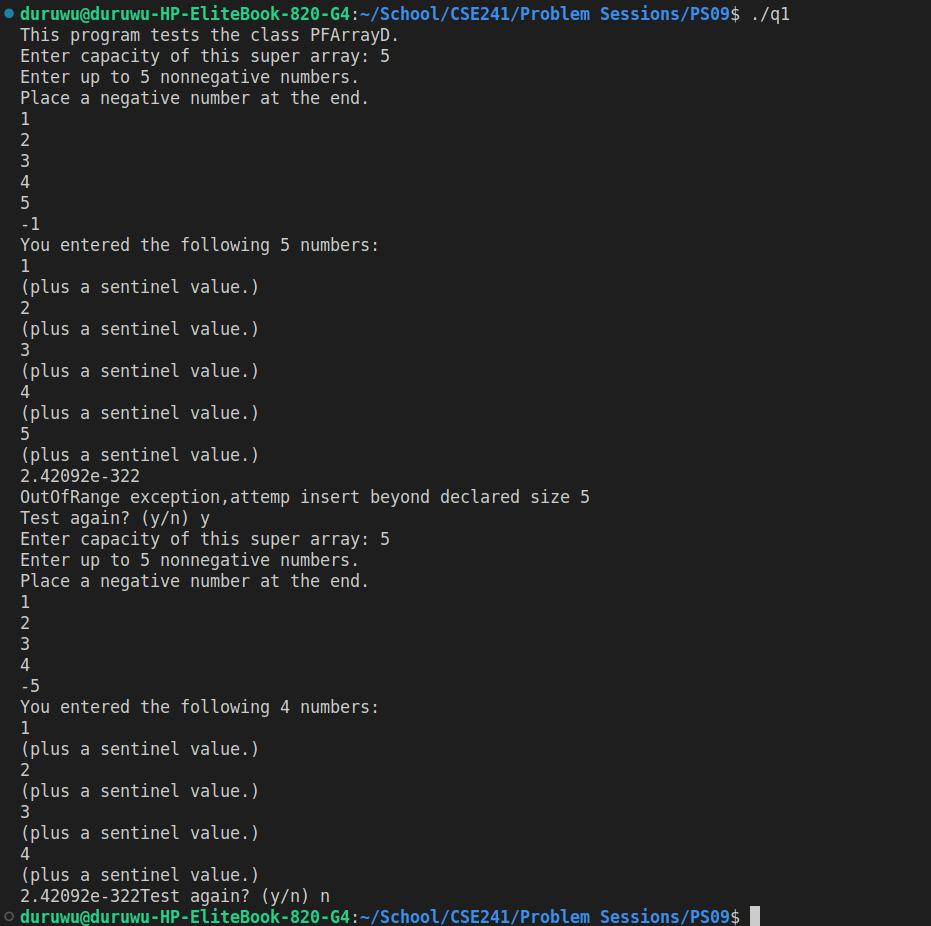 duruwu@duruwu-HP-EliteBook-820-G4:~/School/CSE241/Problem Sessions/PS09$ ./q1
This program tests the class PFArrayD.
Enter capacity of this super array: 5
Enter up to 5 nonnegative numbers.
Place a negative number at the end.
1
2
3
4
5
-1
You entered the following 5 numbers:
1
(plus a sentinel value.)
2
(plus a sentinel value.)
3
(plus a sentinel value.)
4
(plus a sentinel value.)
5
(plus a sentinel value.)
2.42092e-322
OutOfRange exception,attemp insert beyond declared size 5
Test again? (y/n) y
Enter capacity of this super array: 5
Enter up to 5 nonnegative numbers.
Place a negative number at the end.
1
2
3
4
-5
You entered the following 4 numbers:
1
(plus a sentinel value.)
2
(plus a sentinel value.)
3
(plus a sentinel value.)
4
(plus a sentinel value.)
2.42092e-322Test again? (y/n) n
duruwu@duruwu-HP-EliteBook-820-G4:~/School/CSE241/Problem Sessions/PS09$